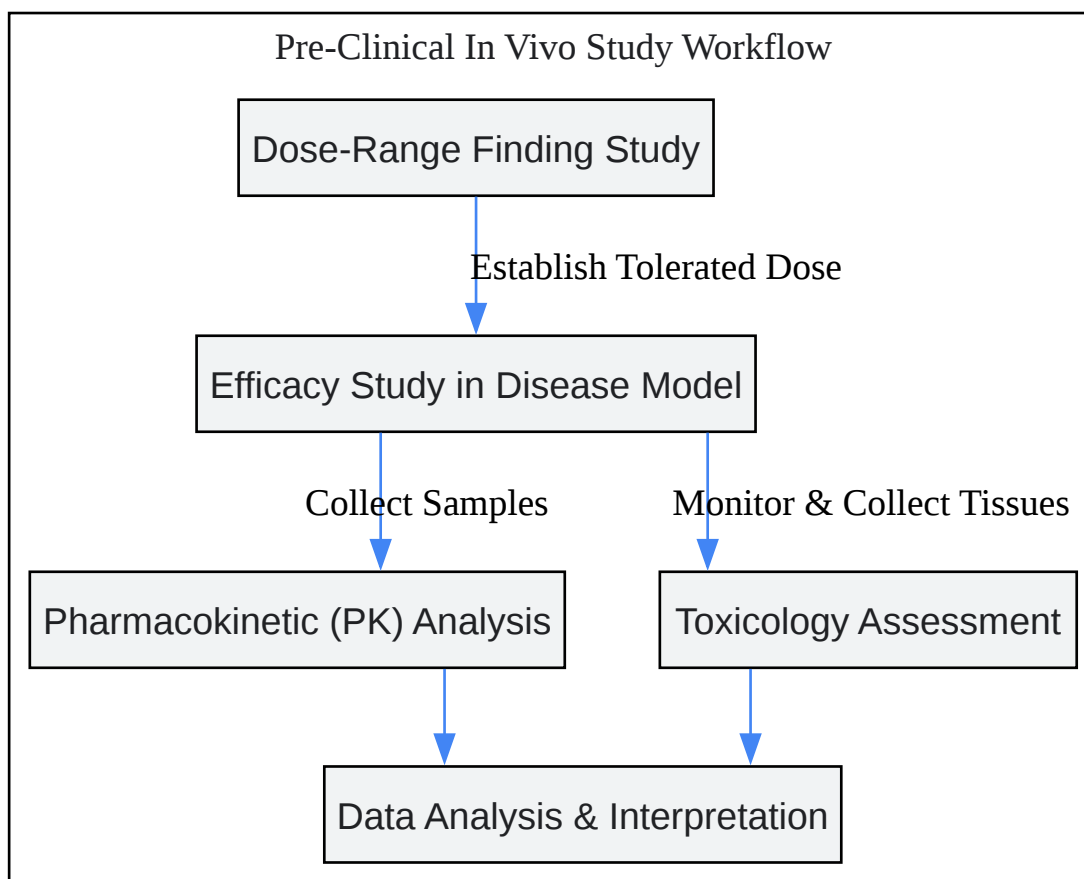 Pre-Clinical In Vivo Study Workflow
Dose-Range Finding Study
Establish Tolerated Dose
Efficacy Study in Disease Model
Collect Samples
Monitor & Collect Tissues
Pharmacokinetic (PK) Analysis
Toxicology Assessment
Data Analysis & Interpretation